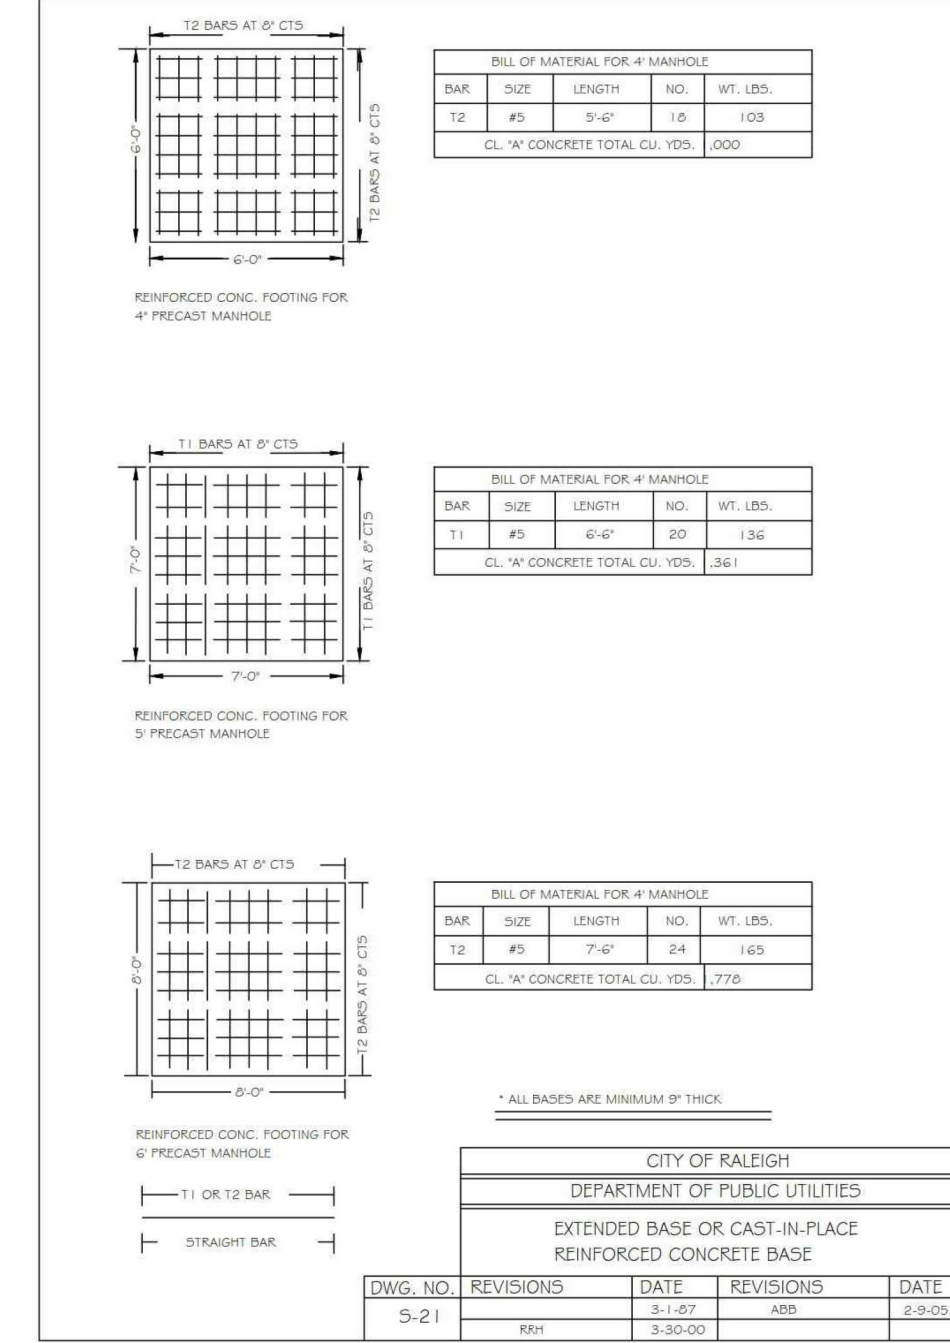 T2 BARS AT 8" CTS
6'-0"
T2 BARS AT 8" CTS
6'-0"
REINFORCED CONC. FOOTING FOR
4" PRECAST MANHOLE
BILL OF MATERIAL FOR 4' MANHOLE
BAR SIZE LENGTH NO. WT. LBS.
T2 #5 5'-6" 18 103
CL. "A" CONCRETE TOTAL CU. YDS. ,000
T1 BARS AT 8" CTS
7'-0"
T1 BARS AT 8" CTS
7'-0"
REINFORCED CONC. FOOTING FOR
5' PRECAST MANHOLE
BILL OF MATERIAL FOR 4' MANHOLE
BAR SIZE LENGTH NO. WT. LBS.
T1 #5 6'-6" 20 136
CL. "A" CONCRETE TOTAL CU. YDS. ,361
T2 BARS AT 8" CTS
8'-0"
T2 BARS AT 8" CTS
8'-0"
REINFORCED CONC. FOOTING FOR
6' PRECAST MANHOLE
BILL OF MATERIAL FOR 4' MANHOLE
BAR SIZE LENGTH NO. WT. LBS.
T2 #5 7'-6" 24 165
CL. "A" CONCRETE TOTAL CU. YDS. ,778
T1 OR T2 BAR
STRAIGHT BAR
* ALL BASES ARE MINIMUM 9" THICK
CITY OF RALEIGH
DEPARTMENT OF PUBLIC UTILITIES
EXTENDED BASE OR CAST-IN-PLACE
REINFORCED CONCRETE BASE
DWG. NO. REVISIONS DATE REVISIONS DATE
S-21
3-1-87 ABB 2-9-05
RRH 3-30-00